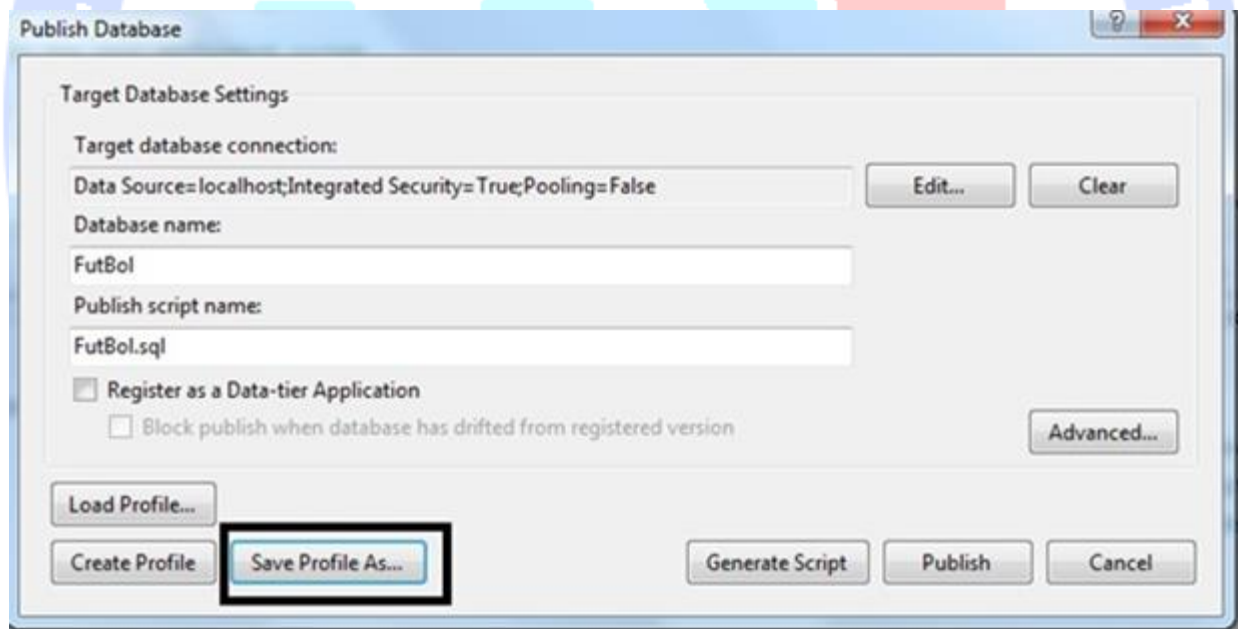 Publish Database
Target Database Settings
Target database connection:
Data Source=localhost;Integrated Security=True;Pooling=False
Edit...
Clear
Database name:
FutBol
Publish script name:
FutBol.sql
Register as a Data-tier Application
Block publish when database has drifted from registered version
Advanced...
Load Profile...
Create Profile
Save Profile As...
Generate Script
Publish
Cancel